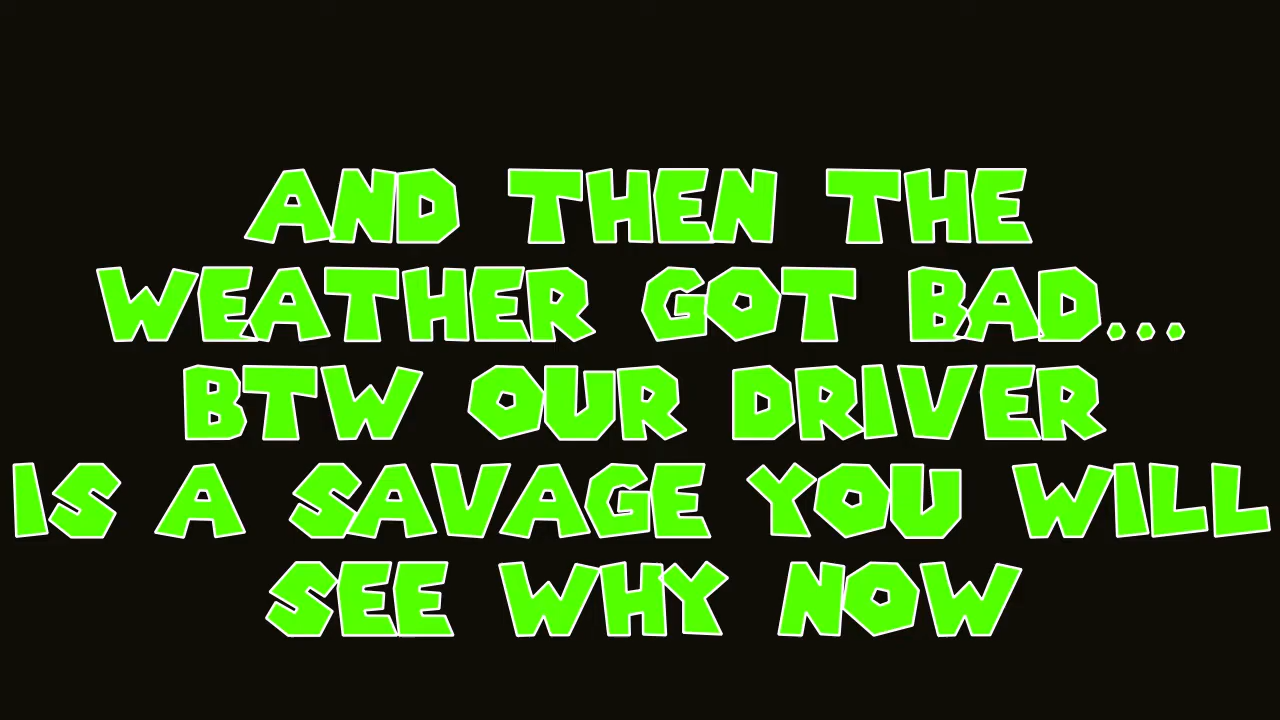 AND THEN THE
WEATHER GOT BAD...
BTW OUR DRIVER
IS A SAVAGE YOU WILL
SEE WHY NOW